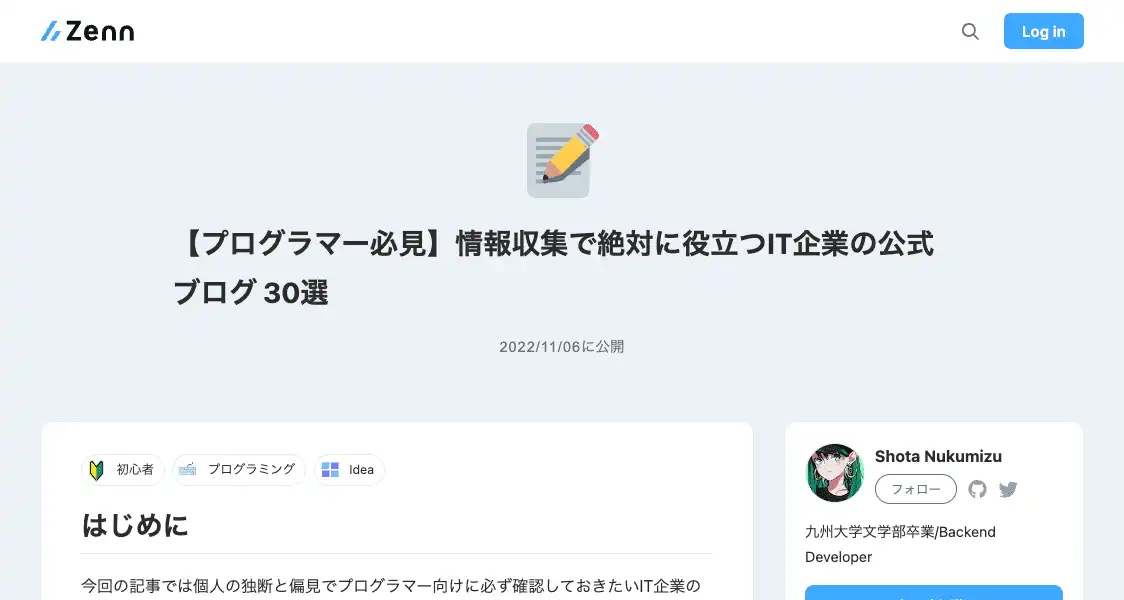 Zenn
Log in
【プログラマー必見】情報収集で絶対に役立つIT企業の公式
ブログ 30選
2022/11/06に公開
初心者
プログラミング
Idea
はじめに
今回の記事では個人の独断と偏見でプログラマー向けに必ず確認しておきたいIT企業の
Shota Nukumizu
フォロー
九州大学文学部卒業/Backend
Developer